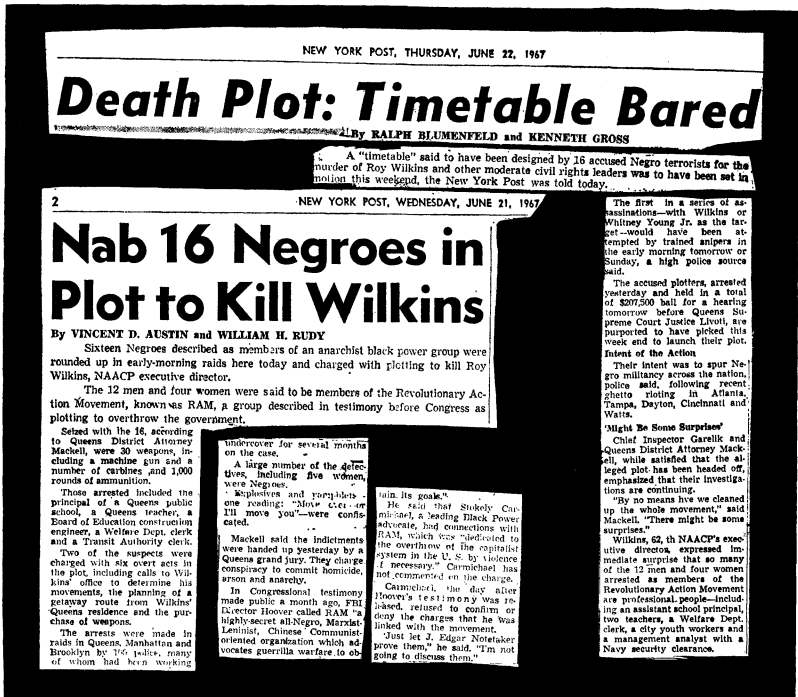 NEW YORK POST, THURSDAY, JUNE 22, 1967
Death Plot: Timetable Bared
By RALPH BLUMENFELD and KENNETH GROSS
A "timetable" said to have been designed by 16 accused Negro terrorists for the
murder of Roy Wilkins and other moderate civil rights leaders was to have been set in
motion this weekend, the New York Post was told today.
The first in a series of as-
sassinations—with Wilkins or
Whitney Young Jr. as the tar-
get—would have been at-
tempted by trained snipers in
the early morning tomorrow or
Sunday, a high police source
said.
The accused plotters, arrested
yesterday and held in a total
of $207,500 bail for a hearing
tomorrow before Queens Su-
preme Court Justice Livoti, are
purported to have picked this
week end to launch their plot.
Intent of the Action
Their intent was to spur Ne-
gro militancy across the nation,
police said, following recent
ghetto rioting in Atlanta,
Tampa, Dayton, Cincinnati and
Watts.
'Might Be Some Surprises'
Chief Inspector Garelik and
Queens District Attorney Mack-
ell, while satisfied that the al-
leged plot has been headed off,
emphasized that their investiga-
tions are continuing.
"By no means hve we cleaned
up the whole movement," said
Mackell. "There might be some
surprises."
Wilkins, 62, th NAACP's exec-
utive director, expressed im-
mediate surprise that so many
of the 12 men and four women
arrested as members of the
Revolutionary Action Movement
are professional people—includ-
ing an assistant school principal,
two teachers, a Welfare Dept.
clerk, a city youth workers and
a management analyst with a
Navy security clearance.
2
NEW YORK POST, WEDNESDAY, JUNE 21, 1967
Nab 16 Negroes in
Plot to Kill Wilkins
By VINCENT D. AUSTIN and WILLIAM H. RUDY
Sixteen Negroes described as members of an anarchist black power group were
rounded up in early-morning raids here today and charged with plotting to kill Roy
Wilkins, NAACP executive director.
The 12 men and four women were said to be members of the Revolutionary Ac-
tion Movement, known as RAM, a group described in testimony before Congress as
plotting to overthrow the government.
Seized with the 16, according
to Queens District Attorney
Mackell, were 30 weapons, in-
cluding a machine gun and a
number of carbines and 1,000
rounds of ammunition.
Those arrested included the
principal of a Queens public
school, a Queens teacher, a
Board of Education construction
engineer, a Welfare Dept. clerk
and a Transit Authority clerk.
Two of the suspects were
charged with six overt acts in
the plot, including calls to Wil-
kins' office to determine his
movements, the planning of a
getaway route from Wilkins'
Queens residence and the pur-
chase of weapons.
The arrests were made in
raids in Queens, Manhattan and
Brooklyn by police, many
of whom had been working
undercover for several months
on the case.
A large number of the detec-
tives, including five women,
were Negroes.
Explosives and pamphlets
one reading: "Move over or
I'll move you"—were confis-
cated.
Mackell said the indictments
were handed up yesterday by a
Queens grand jury. They charge
conspiracy to commit homicide,
arson and anarchy.
In Congressional testimony
made public a month ago, FBI
Director Hoover called RAM "a
highly-secret all-Negro, Marxist-
Leninist, Chinese Communist-
oriented organization which ad-
vocates guerrilla warfare to ob-
tain its goals."
He said that Stokely Car-
michael, a leading Black Power
advocate, had connections with
RAM, which was "dedicated to
the overthrow of the capitalist
system in the U. S. by violence
if necessary." Carmichael has
not commented on the charge.
Carmichael, the day after
Hoover's testimony was re-
leased, refused to confirm or
deny the charges that he was
linked with the movement.
"Just let J. Edgar Notetaker
prove them," he said. "I'm not
going to discuss them."